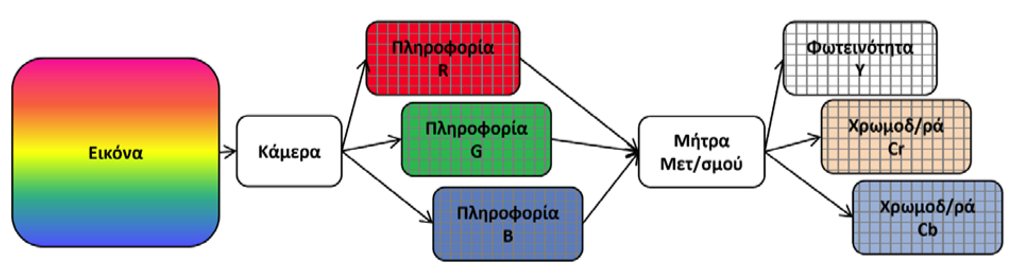 Εικόνα
Κάμερα
Πληροφορία
R
Πληροφορία
G
Πληροφορία
B
Μήτρα
Μετ/σμού
Φωτεινότητα
Y
Χρωμοδ/ρά
Cr
Χρωμοδ/ρά
Cb